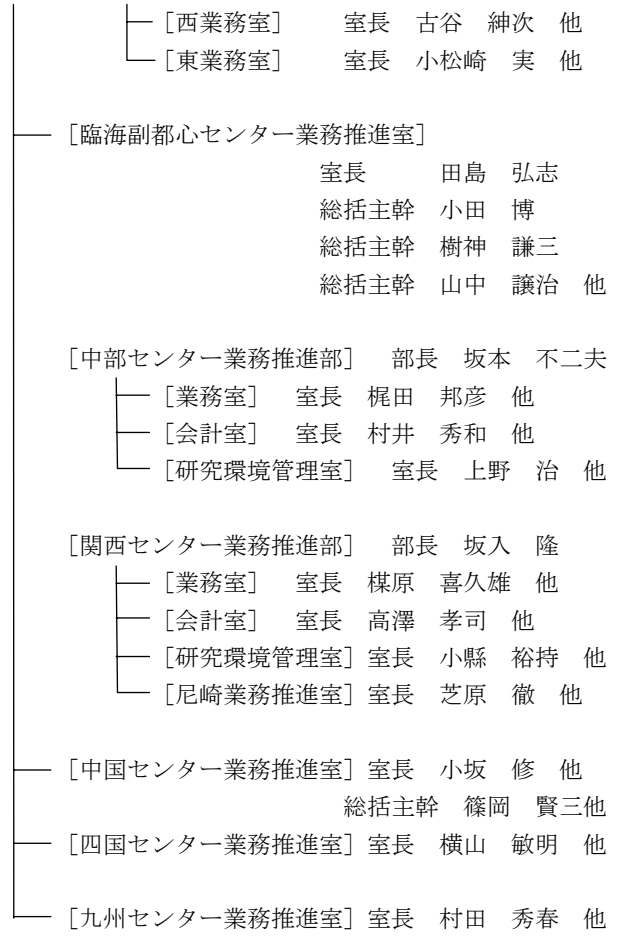 [西業務室]　　室長　古谷　紳次　他
[東業務室]　　室長　小松崎　実　他
[臨海副都心センター業務推進室]
室長　　　田島　弘志
総括主幹　小田　博
総括主幹　樹神　謙三
総括主幹　山中　譲治　他
[中部センター業務推進部]　部長　坂本　不二夫
[業務室]　室長　梶田　邦彦　他
[会計室]　室長　村井　秀和　他
[研究環境管理室]　室長　上野　治　他
[関西センター業務推進部]　部長　坂入　隆
[業務室]　室長　楳原　喜久雄　他
[会計室]　室長　高澤　孝司　他
[研究環境管理室] 室長　小縣　裕持　他
[尼崎業務推進室] 室長　芝原　徹　他
[中国センター業務推進室] 室長　小坂　修　他
総括主幹　篠岡　賢三他
[四国センター業務推進室] 室長　横山　敏明　他
[九州センター業務推進室] 室長　村田　秀春　他